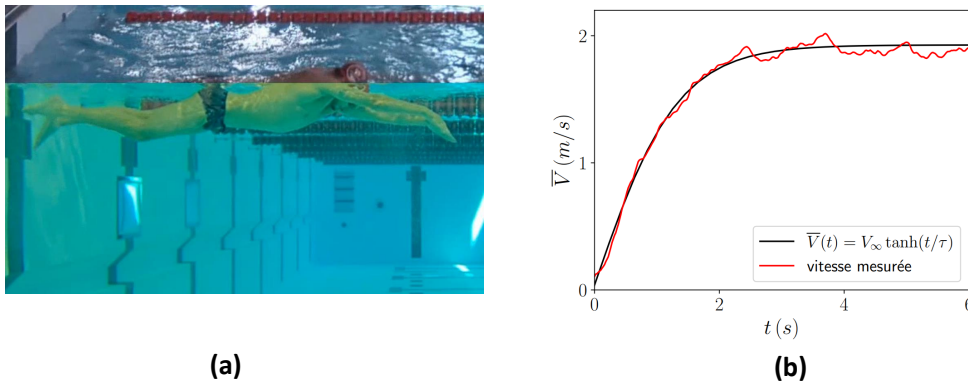 (a)
2
1
0
V̅ (m/s)
V̅(t) = V∞ tanh(t/τ)
vitesse mesurée
0 2 4 6
t (s)
(b)